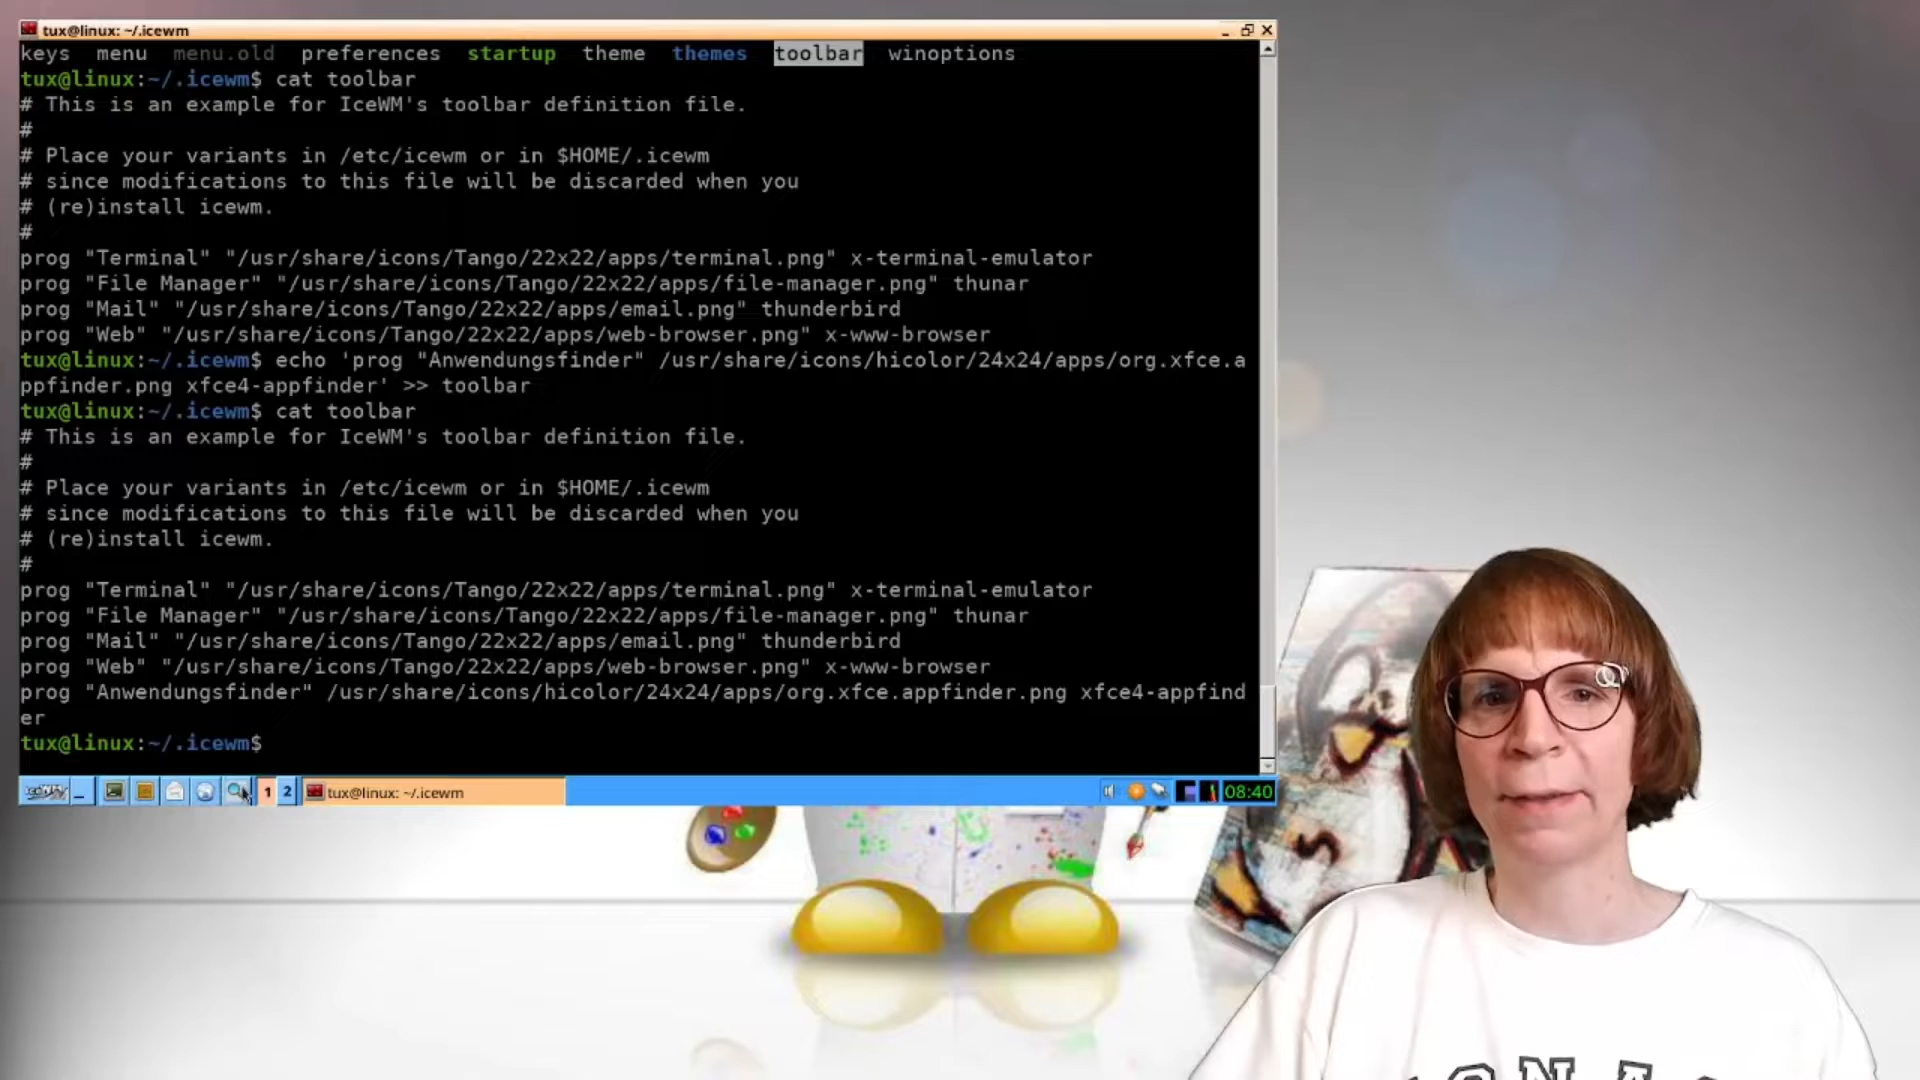 tux@linux: ~/.icewm
keys menu menu.old preferences startup theme themes toolbar winoptions
tux@linux:~/.icewm$ cat toolbar
# This is an example for IceWM's toolbar definition file.
#
# Place your variants in /etc/icewm or in $HOME/.icewm
# since modifications to this file will be discarded when you
# (re)install icewm.
#
prog "Terminal" "/usr/share/icons/Tango/22x22/apps/terminal.png" x-terminal-emulator
prog "File Manager" "/usr/share/icons/Tango/22x22/apps/file-manager.png" thunar
prog "Mail" "/usr/share/icons/Tango/22x22/apps/email.png" thunderbird
prog "Web" "/usr/share/icons/Tango/22x22/apps/web-browser.png" x-www-browser
tux@linux:~/.icewm$ echo 'prog "Anwendungsfinder" /usr/share/icons/hicolor/24x24/apps/org.xfce.a
ppfinder.png xfce4-appfinder' >> toolbar
tux@linux:~/.icewm$ cat toolbar
# This is an example for IceWM's toolbar definition file.
#
# Place your variants in /etc/icewm or in $HOME/.icewm
# since modifications to this file will be discarded when you
# (re)install icewm.
#
prog "Terminal" "/usr/share/icons/Tango/22x22/apps/terminal.png" x-terminal-emulator
prog "File Manager" "/usr/share/icons/Tango/22x22/apps/file-manager.png" thunar
prog "Mail" "/usr/share/icons/Tango/22x22/apps/email.png" thunderbird
prog "Web" "/usr/share/icons/Tango/22x22/apps/web-browser.png" x-www-browser
prog "Anwendungsfinder" /usr/share/icons/hicolor/24x24/apps/org.xfce.appfinder.png xfce4-appfind
er
tux@linux:~/.icewm$
1 2 tux@linux: ~/.icewm 08:40